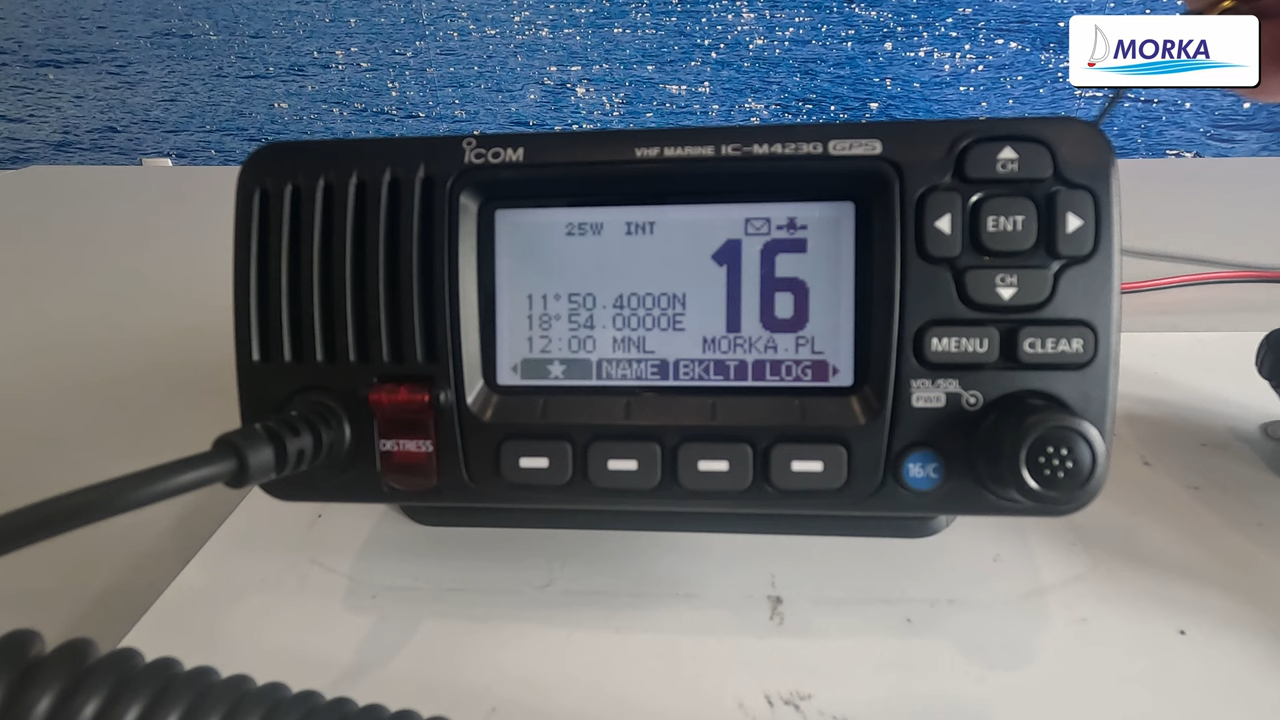 MORKA
ICOM
VHF MARINE IC-M423G GPS
CH
25W INT
16
ENT
11°50.4000N
18°54.0000E
CH
12:00 MNL MORKA.PL
MENU CLEAR
★ NAME BKLT LOG
VOL/SQL
PWR
DISTRESS
16/C